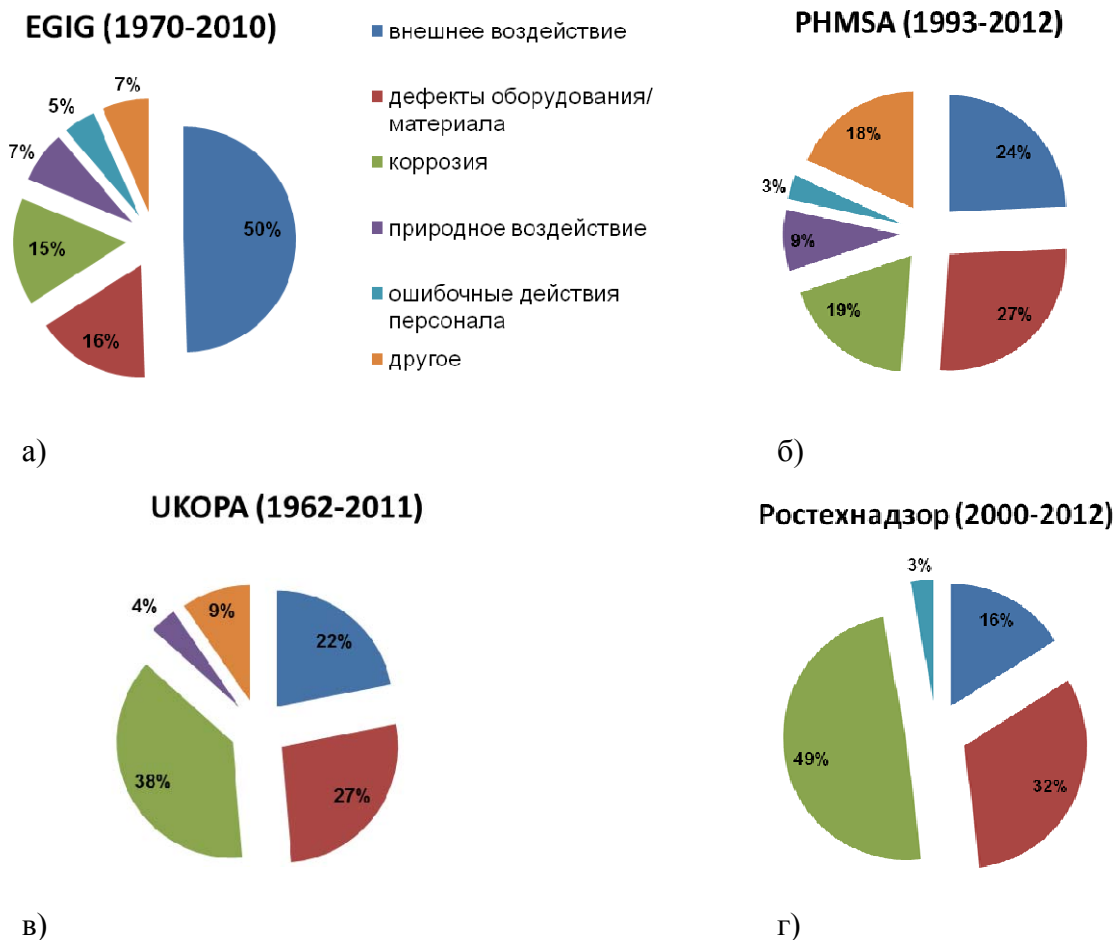 EGIG (1970-2010)
7%
5%
7%
15%
16%
50%
внешнее воздействие
дефекты оборудования/
материала
коррозия
природное воздействие
ошибочные действия
персонала
другое
PHMSA (1993-2012)
18%
24%
3%
9%
19%
27%
а)
б)
UKOPA (1962-2011)
4%
9%
22%
38%
27%
Ростехнадзор (2000-2012)
3%
16%
49%
32%
в)
г)